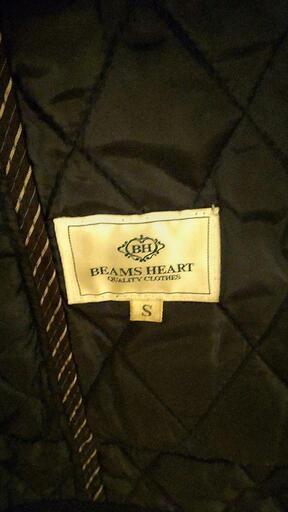 BH
BEAMS HEART
QUALITY CLOTHES
S